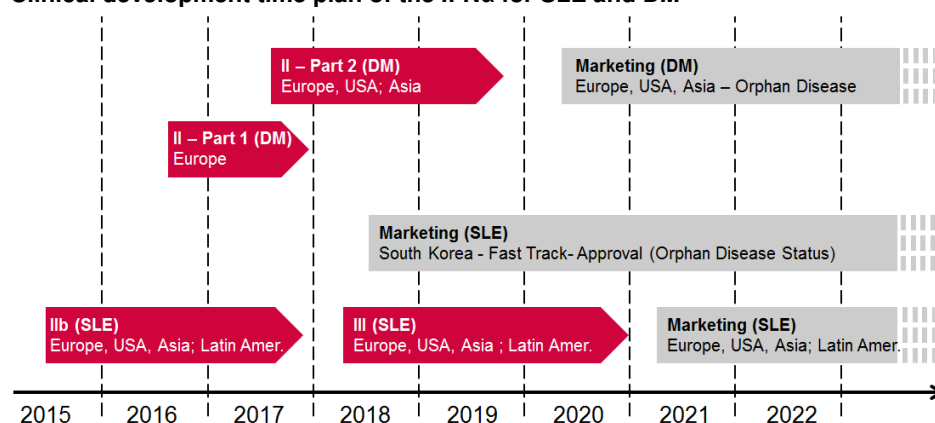 II – Part 2 (DM)
Europe, USA; Asia
Marketing (DM)
Europe, USA, Asia – Orphan Disease
II – Part 1 (DM)
Europe
Marketing (SLE)
South Korea - Fast Track- Approval (Orphan Disease Status)
IIb (SLE)
Europe, USA, Asia; Latin Amer.
III (SLE)
Europe, USA, Asia ; Latin Amer.
Marketing (SLE)
Europe, USA, Asia; Latin Amer.
2015 2016 2017 2018 2019 2020 2021 2022